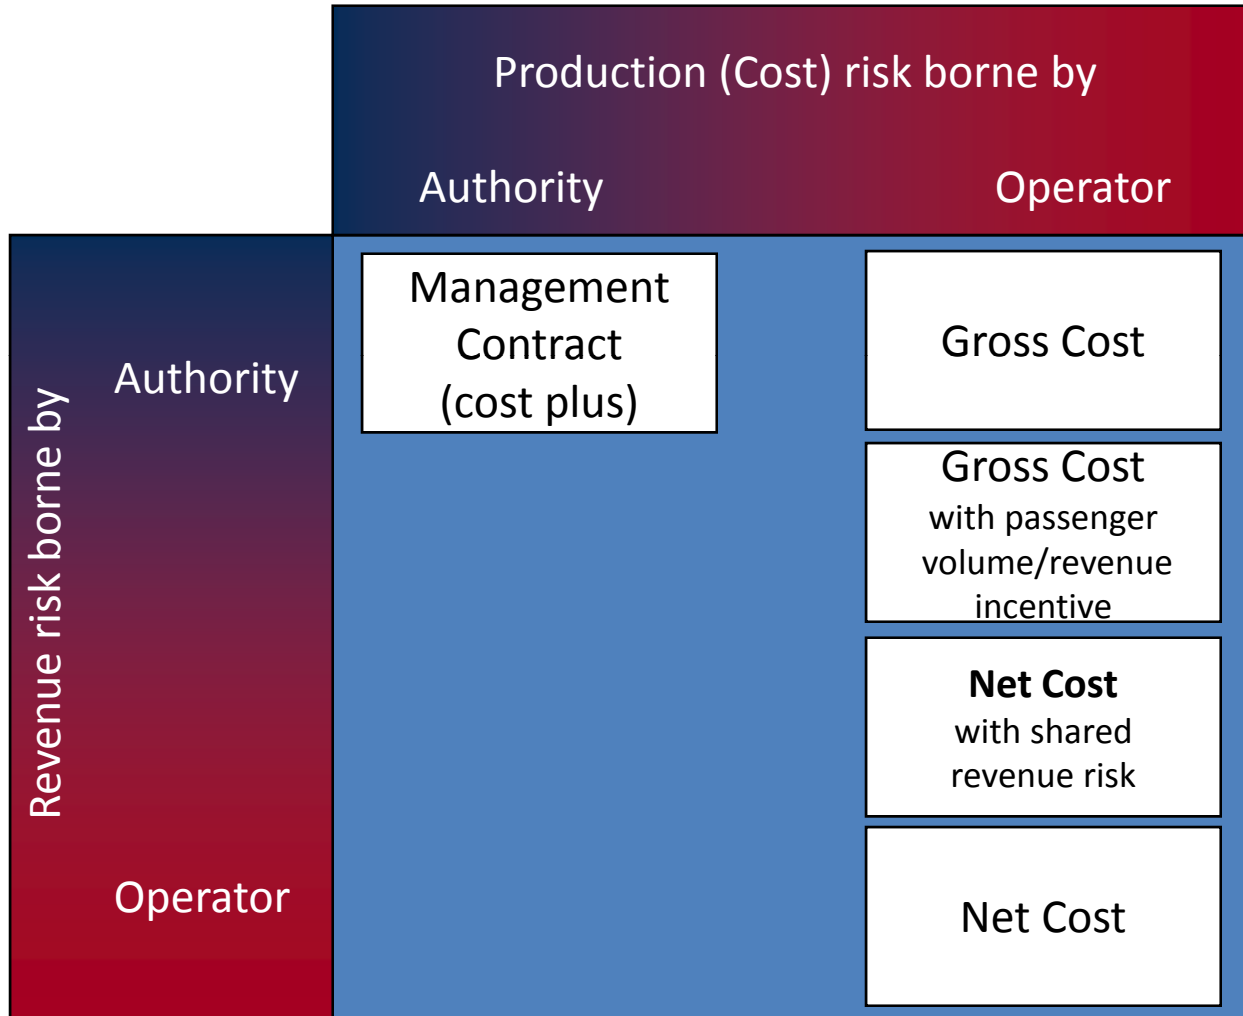 Production (Cost) risk borne by
Authority
Operator
Revenue risk borne by
Authority
Operator
Management
Contract
(cost plus)
Gross Cost
Gross Cost
with passenger
volume/revenue
incentive
Net Cost
with shared
revenue risk
Net Cost